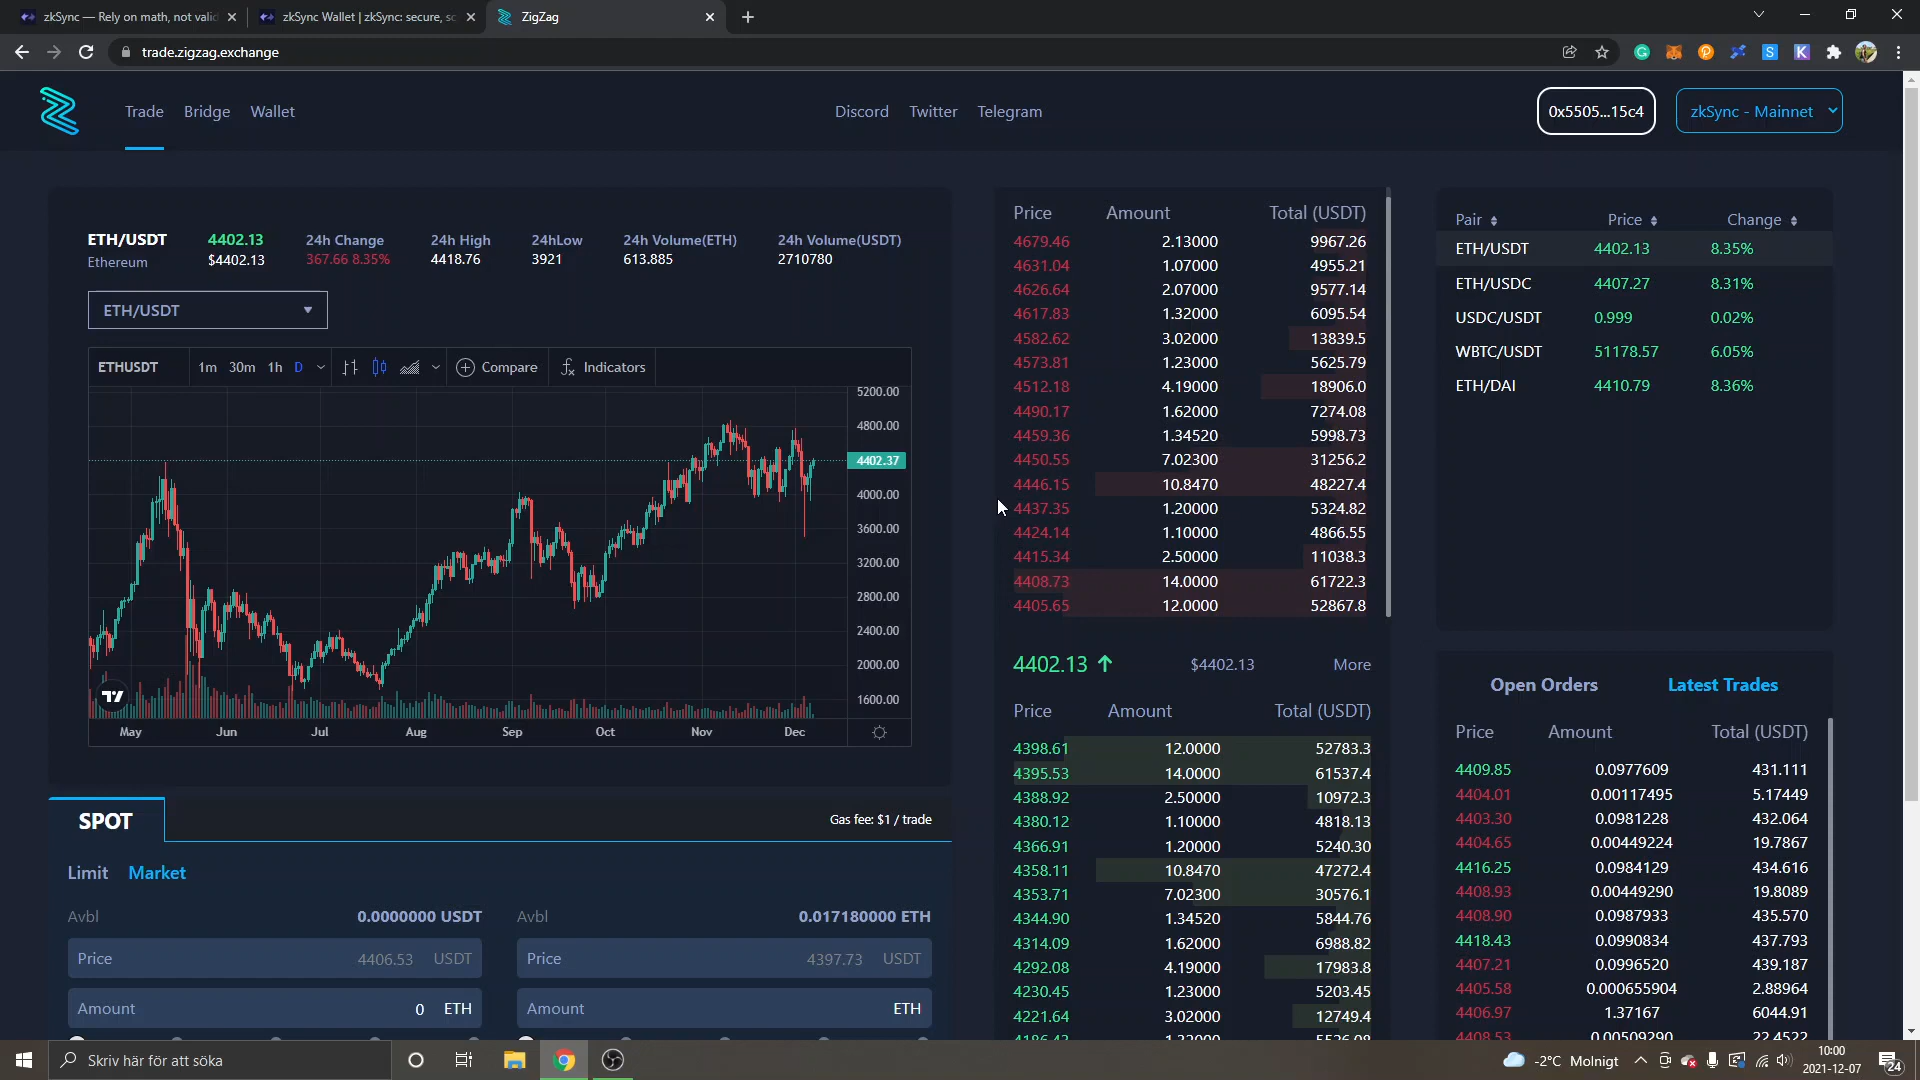 zkSync — Rely on math, not valid
zkSync Wallet | zkSync: secure, sc
ZigZag
trade.zigzag.exchange
Trade
Bridge
Wallet
Discord
Twitter
Telegram
0x5505...15c4
zkSync - Mainnet
ETH/USDT
4402.13
24h Change
24h High
24hLow
24h Volume(ETH)
24h Volume(USDT)
Ethereum
$4402.13
367.66 8.35%
4418.76
3921
613.885
2710780
ETH/USDT
ETHUSDT
1m
30m
1h
D
Compare
Indicators
5200.00
4800.00
4402.37
4000.00
3600.00
3200.00
2800.00
2400.00
2000.00
1600.00
May
Jun
Jul
Aug
Sep
Oct
Nov
Dec
SPOT
Gas fee: $1 / trade
Limit
Market
Avbl
0.0000000 USDT
Avbl
0.017180000 ETH
Price
4406.53 USDT
Price
4397.73 USDT
Amount
0 ETH
Amount
ETH
Price Amount Total (USDT)
4679.46 2.13000 9967.26
4631.04 1.07000 4955.21
4626.64 2.07000 9577.14
4617.83 1.32000 6095.54
4582.62 3.02000 13839.5
4573.81 1.23000 5625.79
4512.18 4.19000 18906.0
4490.17 1.62000 7274.08
4459.36 1.34520 5998.73
4450.55 7.02300 31256.2
4446.15 10.8470 48227.4
4437.35 1.20000 5324.82
4424.14 1.10000 4866.55
4415.34 2.50000 11038.3
4408.73 14.0000 61722.3
4405.65 12.0000 52867.8
4402.13 ↑ $4402.13 More
Price Amount Total (USDT)
4398.61 12.0000 52783.3
4395.53 14.0000 61537.4
4388.92 2.50000 10972.3
4380.12 1.10000 4818.13
4366.91 1.20000 5240.30
4358.11 10.8470 47272.4
4353.71 7.02300 30576.1
4344.90 1.34520 5844.76
4314.09 1.62000 6988.82
4292.08 4.19000 17983.8
4230.45 1.23000 5203.45
4221.64 3.02000 12749.4
Pair Price Change
ETH/USDT 4402.13 8.35%
ETH/USDC 4407.27 8.31%
USDC/USDT 0.999 0.02%
WBTC/USDT 51178.57 6.05%
ETH/DAI 4410.79 8.36%
Open Orders
Latest Trades
Price Amount Total (USDT)
4409.85 0.0977609 431.111
4404.01 0.00117495 5.17449
4403.30 0.0981228 432.064
4404.65 0.00449224 19.7867
4416.25 0.0984129 434.616
4408.93 0.00449290 19.8089
4408.90 0.0987933 435.570
4418.43 0.0990834 437.793
4407.21 0.0996520 439.187
4405.58 0.000655904 2.88964
4406.97 1.37167 6044.91
4408.53 0.00509290 22.4522
Skriv här för att söka
-2°C Molnigt
10:00
2021-12-07
24